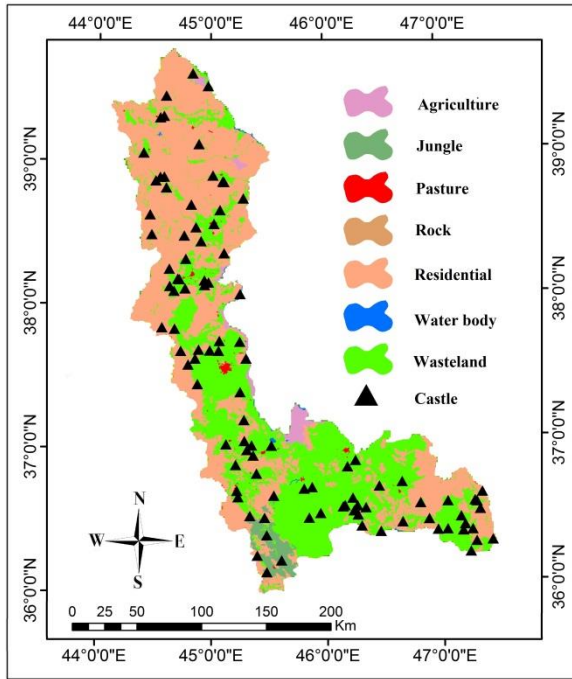 44°0'0"E 45°0'0"E 46°0'0"E 47°0'0"E
39°0'0"N
38°0'0"N
37°0'0"N
36°0'0"N
39°0'0"N
38°0'0"N
37°0'0"N
36°0'0"N
Agriculture
Jungle
Pasture
Rock
Residential
Water body
Wasteland
Castle
N
W E
S
0 25 50 100 150 200
Km
44°0'0"E 45°0'0"E 46°0'0"E 47°0'0"E